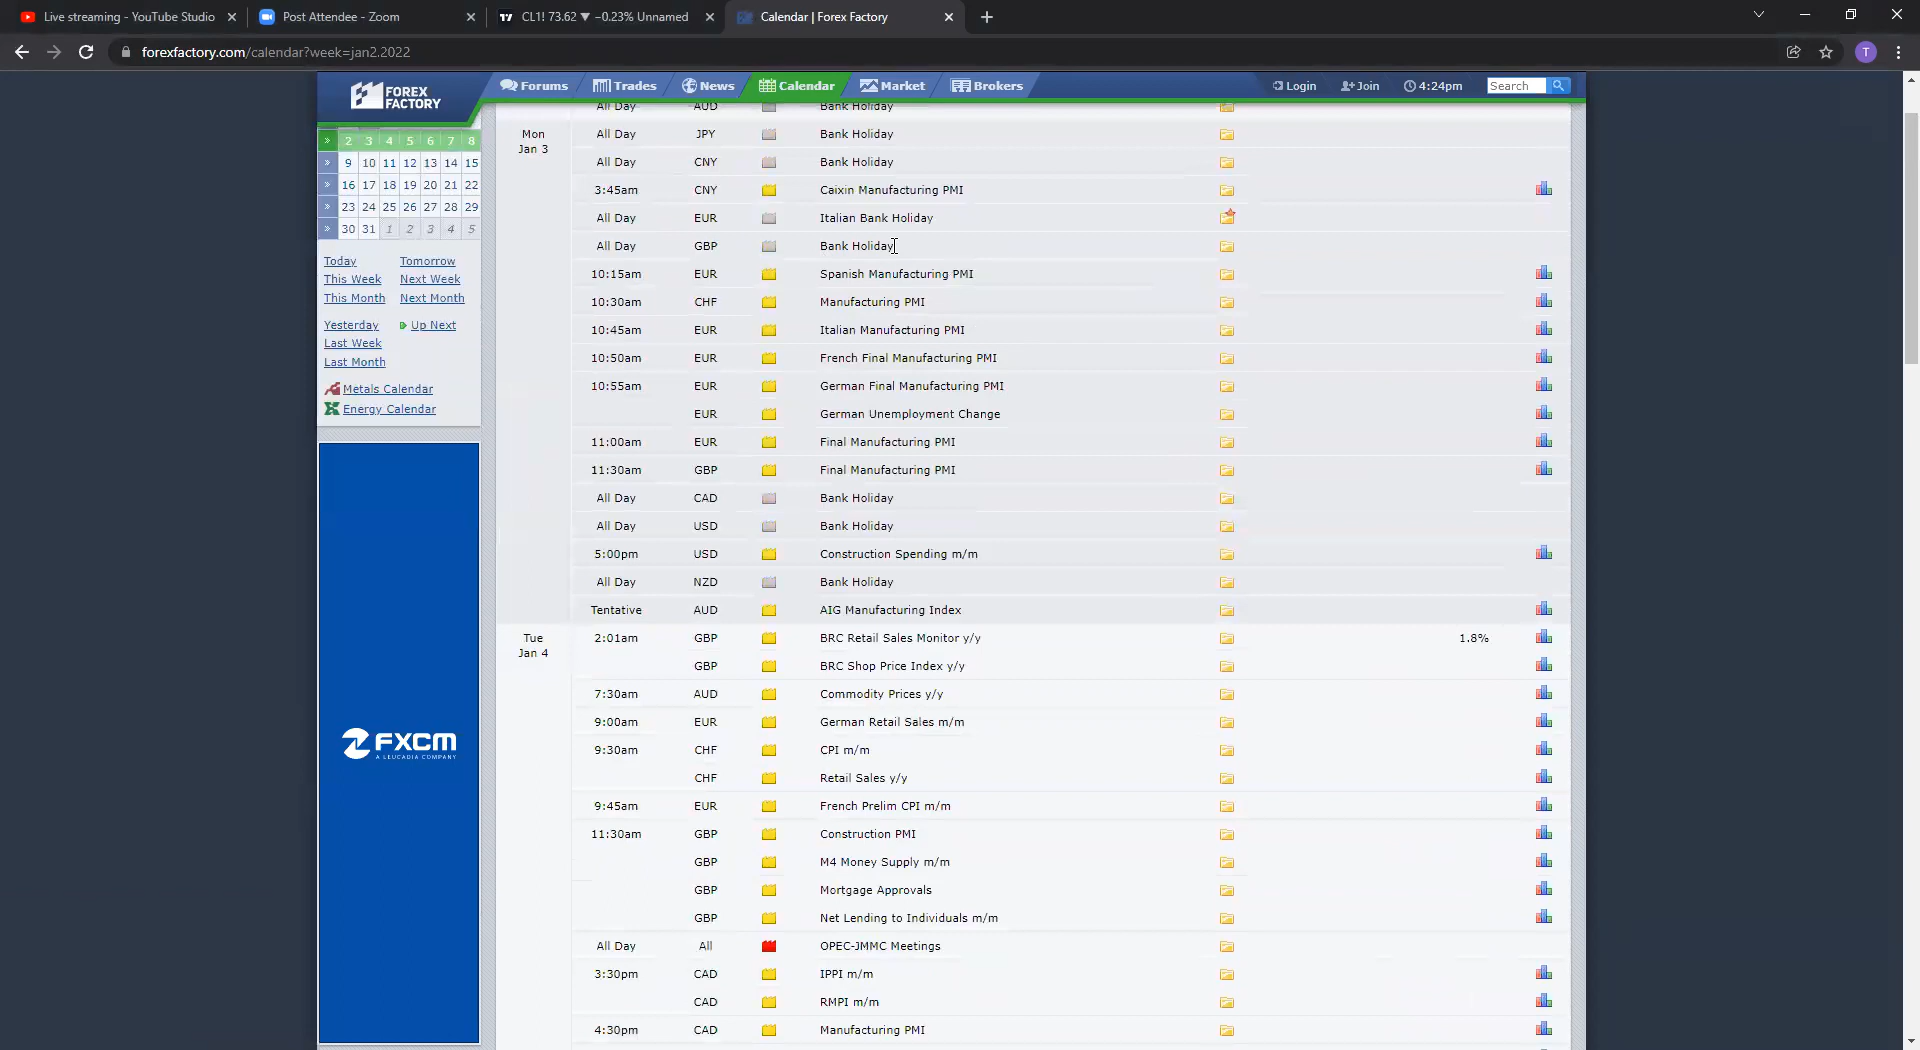 Live streaming - YouTube Studio
Post Attendee - Zoom
CL1! 73.62 ▼ −0.23% Unnamed
Calendar | Forex Factory
forexfactory.com/calendar?week=jan2.2022
T
FOREX FACTORY
Forums Trades News Calendar Market Brokers
Login Join 4:24pm Search
» 2 3 4 5 6 7 8
» 9 10 11 12 13 14 15
» 16 17 18 19 20 21 22
» 23 24 25 26 27 28 29
» 30 31 1 2 3 4 5
Today Tomorrow
This Week Next Week
This Month Next Month
Yesterday Up Next
Last Week
Last Month
Metals Calendar
Energy Calendar
FXCM
A LEUCADIA COMPANY
All Day AUD Bank Holiday
Mon Jan 3 All Day JPY Bank Holiday
All Day CNY Bank Holiday
3:45am CNY Caixin Manufacturing PMI
All Day EUR Italian Bank Holiday
All Day GBP Bank Holiday
10:15am EUR Spanish Manufacturing PMI
10:30am CHF Manufacturing PMI
10:45am EUR Italian Manufacturing PMI
10:50am EUR French Final Manufacturing PMI
10:55am EUR German Final Manufacturing PMI
EUR German Unemployment Change
11:00am EUR Final Manufacturing PMI
11:30am GBP Final Manufacturing PMI
All Day CAD Bank Holiday
All Day USD Bank Holiday
5:00pm USD Construction Spending m/m
All Day NZD Bank Holiday
Tentative AUD AIG Manufacturing Index
Tue Jan 4 2:01am GBP BRC Retail Sales Monitor y/y 1.8%
GBP BRC Shop Price Index y/y
7:30am AUD Commodity Prices y/y
9:00am EUR German Retail Sales m/m
9:30am CHF CPI m/m
CHF Retail Sales y/y
9:45am EUR French Prelim CPI m/m
11:30am GBP Construction PMI
GBP M4 Money Supply m/m
GBP Mortgage Approvals
GBP Net Lending to Individuals m/m
All Day All OPEC-JMMC Meetings
3:30pm CAD IPPI m/m
CAD RMPI m/m
4:30pm CAD Manufacturing PMI